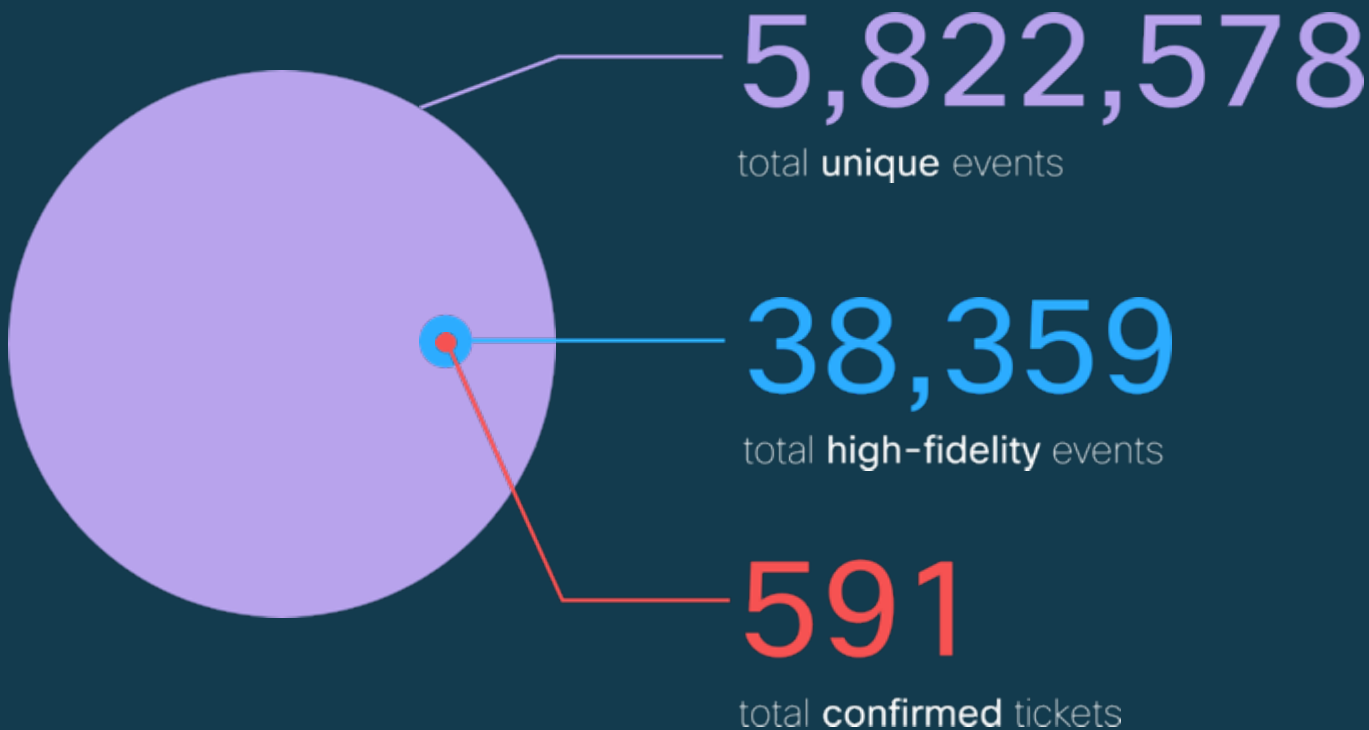 5,822,578
total unique events
38,359
total high-fidelity events
591
total confirmed tickets